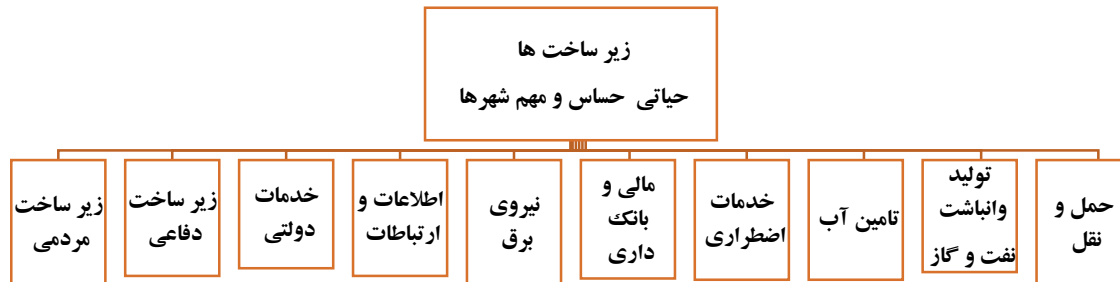 زیر ساخت ها
حیاتی حساس و مهم شهرها
حمل و
نقل
تولید
وانباشت
نفت و گاز
تامین آب
خدمات
اضطراری
مالی و
بانک
داری
نیروی
برق
اطلاعات و
ارتباطات
خدمات
دولتی
زیر ساخت
دفاعی
زیر ساخت
مردمی